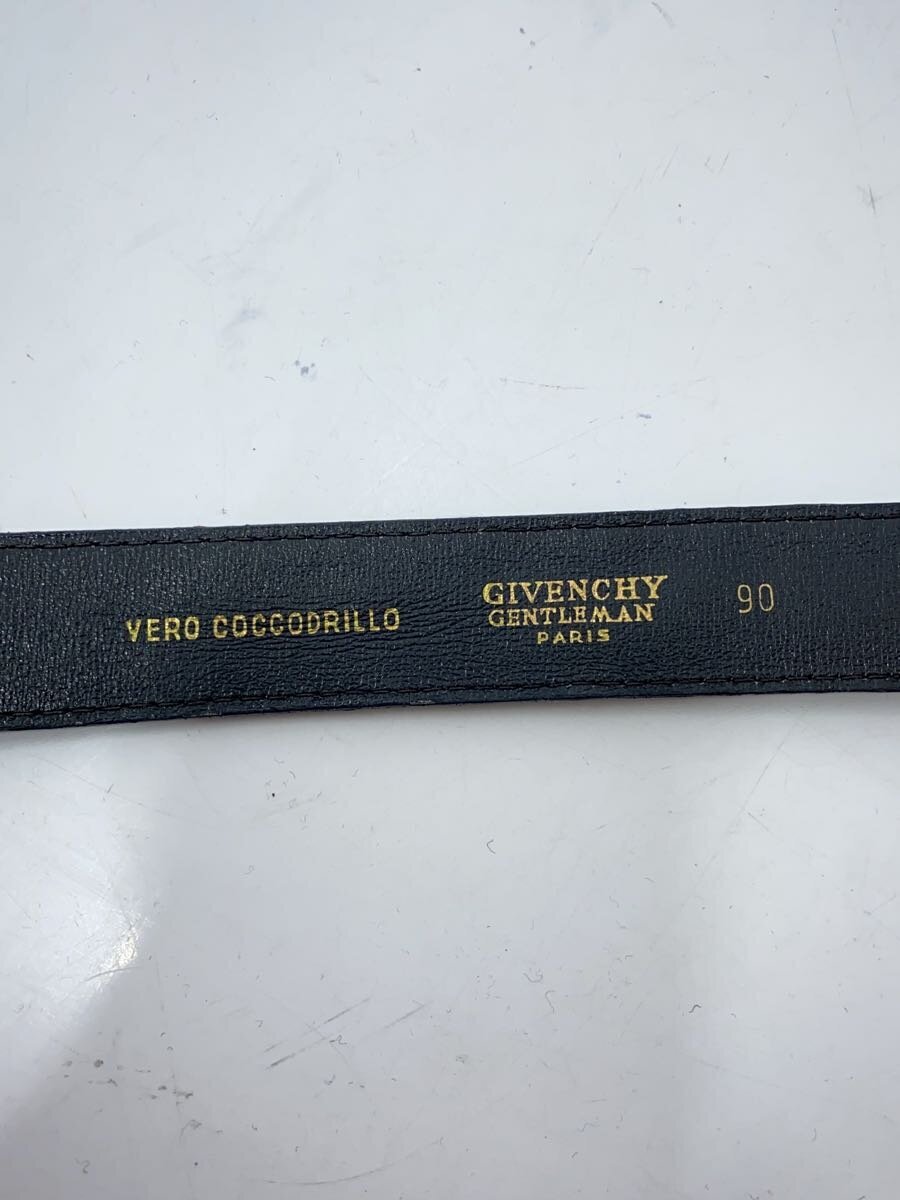 VERO COCCODRILLO
GIVENCHY
GENTLEMAN
PARIS
90